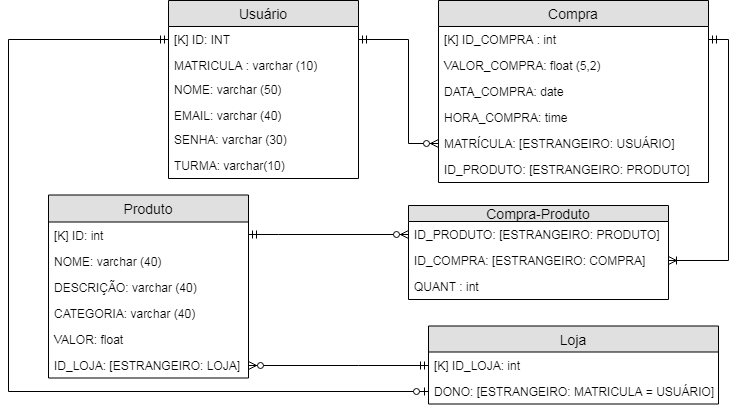 Usuário
[K] ID: INT
MATRICULA : varchar (10)
NOME: varchar (50)
EMAIL: varchar (40)
SENHA: varchar (30)
TURMA: varchar(10)
Compra
[K] ID_COMPRA : int
VALOR_COMPRA: float (5,2)
DATA_COMPRA: date
HORA_COMPRA: time
MATRÍCULA: [ESTRANGEIRO: USUÁRIO]
ID_PRODUTO: [ESTRANGEIRO: PRODUTO]
Produto
[K] ID: int
NOME: varchar (40)
DESCRIÇÃO: varchar (40)
CATEGORIA: varchar (40)
VALOR: float
ID_LOJA: [ESTRANGEIRO: LOJA]
Compra-Produto
ID_PRODUTO: [ESTRANGEIRO: PRODUTO]
ID_COMPRA: [ESTRANGEIRO: COMPRA]
QUANT : int
Loja
[K] ID_LOJA: int
DONO: [ESTRANGEIRO: MATRICULA = USUÁRIO]